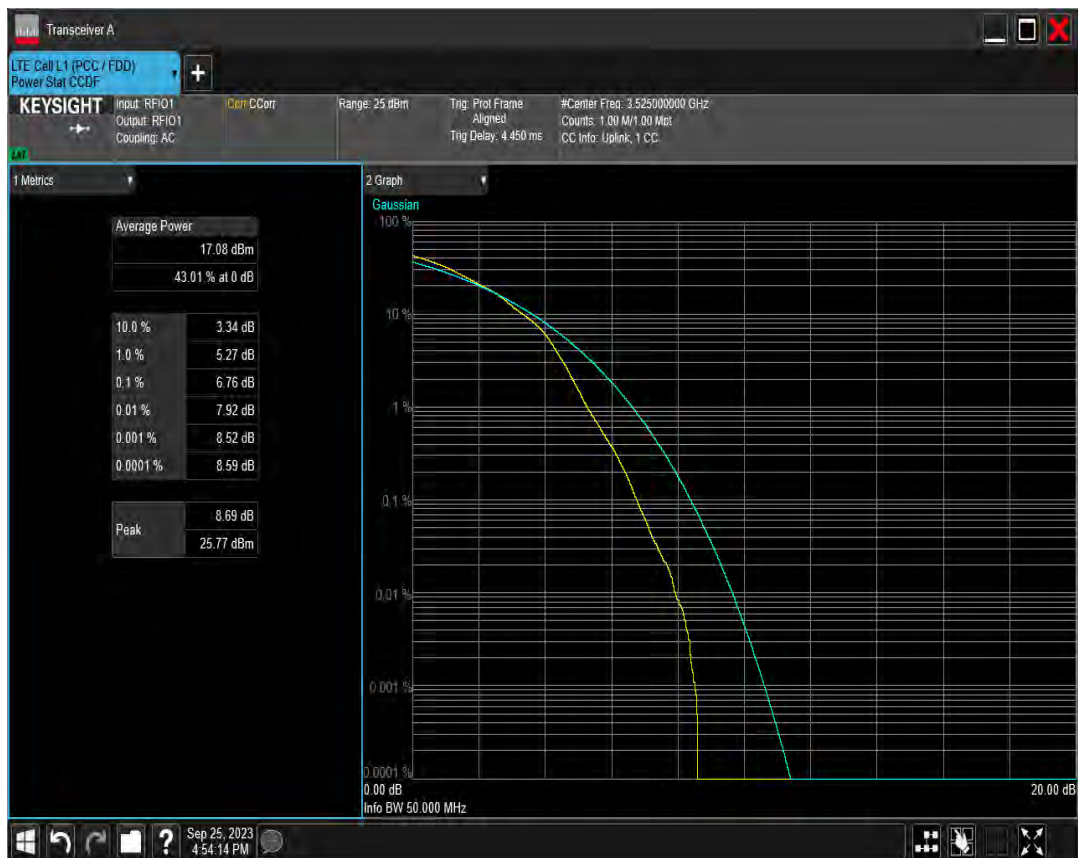 Transceiver A
LTE Cell L1 (PCC / FDD)
Power Stat CCDF
+
KEYSIGHT
Input: RFIO1
Output: RFIO1
Coupling: AC
Corr CCorr
Range: 25 dBm
Trig: Prot Frame
Aligned
Trig Delay: 4.450 ms
#Center Freq: 3.525000000 GHz
Counts: 1.00 M/1.00 Mpt
CC Info: Uplink, 1 CC
1 Metrics
Average Power
17.08 dBm
43.01 % at 0 dB
10.0 % 3.34 dB
1.0 % 5.27 dB
0.1 % 6.76 dB
0.01 % 7.92 dB
0.001 % 8.52 dB
0.0001 % 8.59 dB
Peak 8.69 dB
25.77 dBm
2 Graph
Gaussian
100 %
10 %
1 %
0.1 %
0.01 %
0.001 %
0.0001 %
0.00 dB 20.00 dB
Info BW 50.000 MHz
? Sep 25, 2023
4:54:14 PM